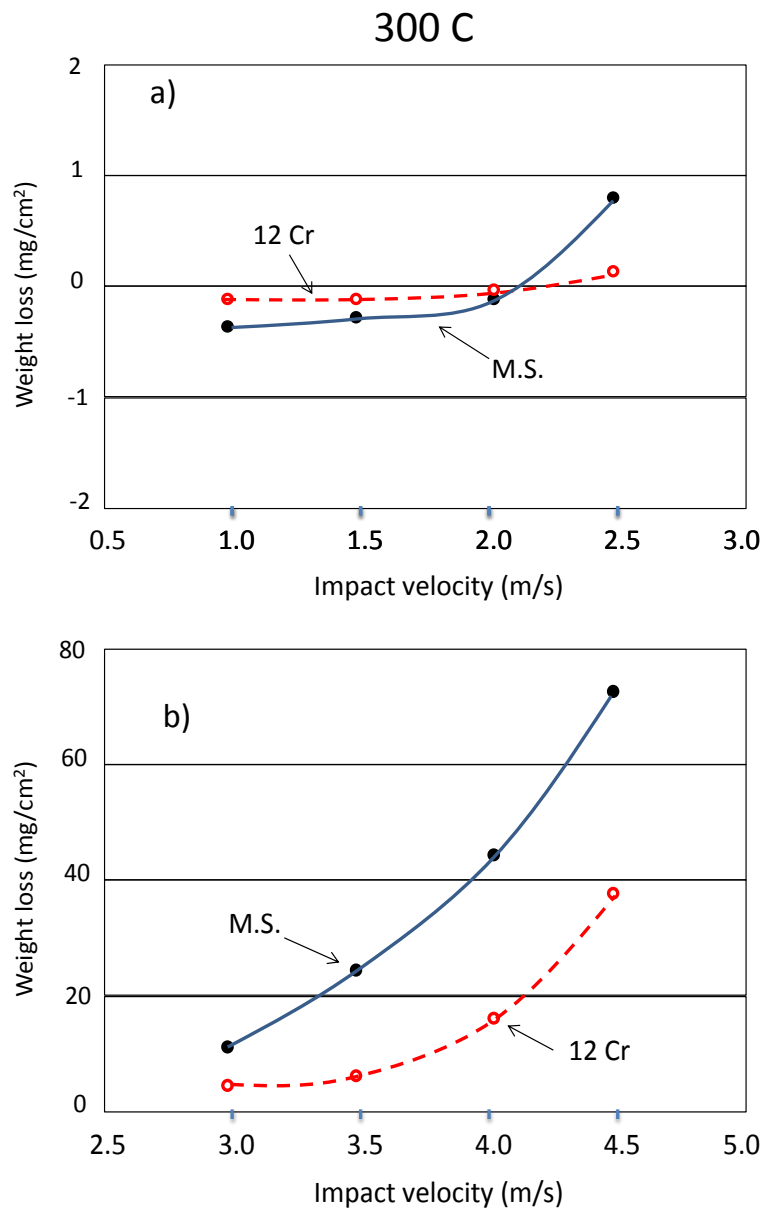 300 C
a)
Weight loss (mg/cm²)
2
1
0
-1
-2
12 Cr
M.S.
0.5 1.0 1.5 2.0 2.5 3.0
Impact velocity (m/s)
b)
Weight loss (mg/cm²)
80
60
40
20
0
M.S.
12 Cr
2.5 3.0 3.5 4.0 4.5 5.0
Impact velocity (m/s)